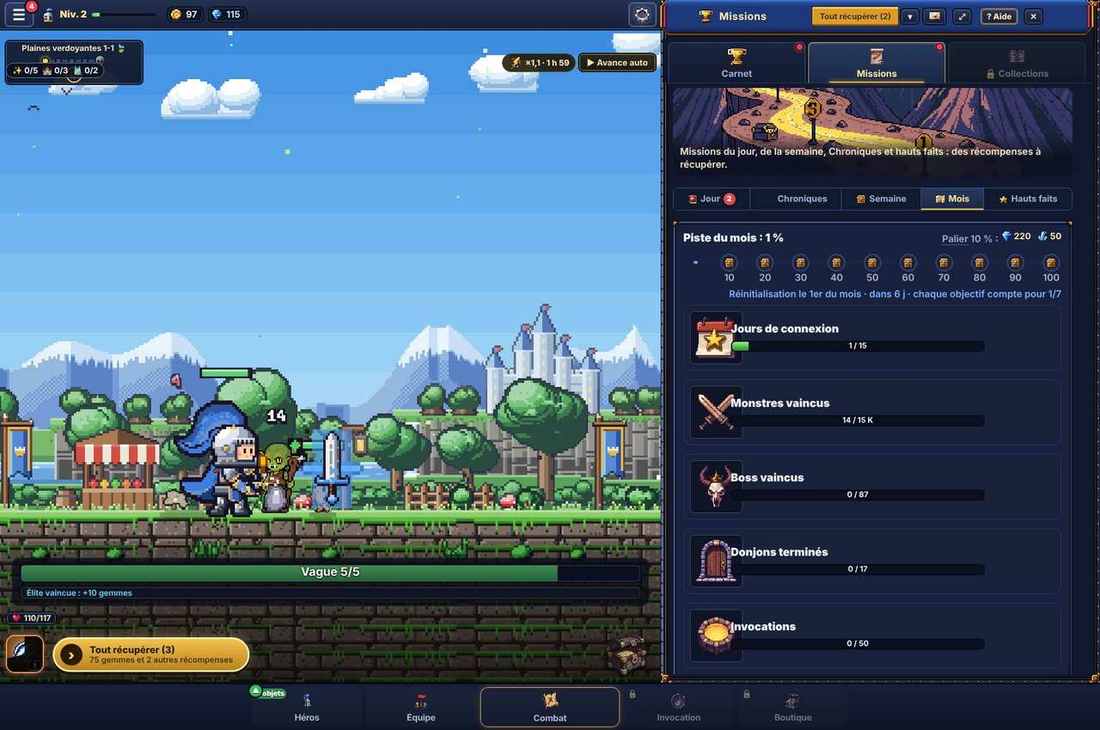 4
Niv. 2
97
115
Plaines verdoyantes 1-1
0/5 0/3 0/2
×1,1 · 1 h 59
Avance auto
14
Vague 5/5
Élite vaincue : +10 gemmes
110/117
Tout récupérer (3)
75 gemmes et 2 autres récompenses
Missions
Tout récupérer (2)
? Aide
Carnet
Missions
Collections
3
1
Missions du jour, de la semaine, Chroniques et hauts faits : des récompenses à
récupérer.
Jour 2
Chroniques
Semaine
Mois
Hauts faits
Piste du mois : 1 %
Palier 10 % : 220 50
10 20 30 40 50 60 70 80 90 100
Réinitialisation le 1er du mois · dans 6 j · chaque objectif compte pour 1/7
Jours de connexion
1 / 15
Monstres vaincus
14 / 15 K
Boss vaincus
0 / 87
Donjons terminés
0 / 17
Invocations
0 / 50
objets
Héros
Équipe
Combat
Invocation
Boutique